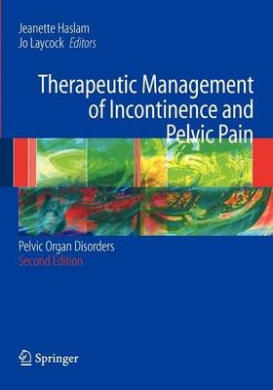 Jeanette Haslam
Jo Laycock Editors
Therapeutic Management
of Incontinence and
Pelvic Pain
Pelvic Organ Disorders
Second Edition
Springer